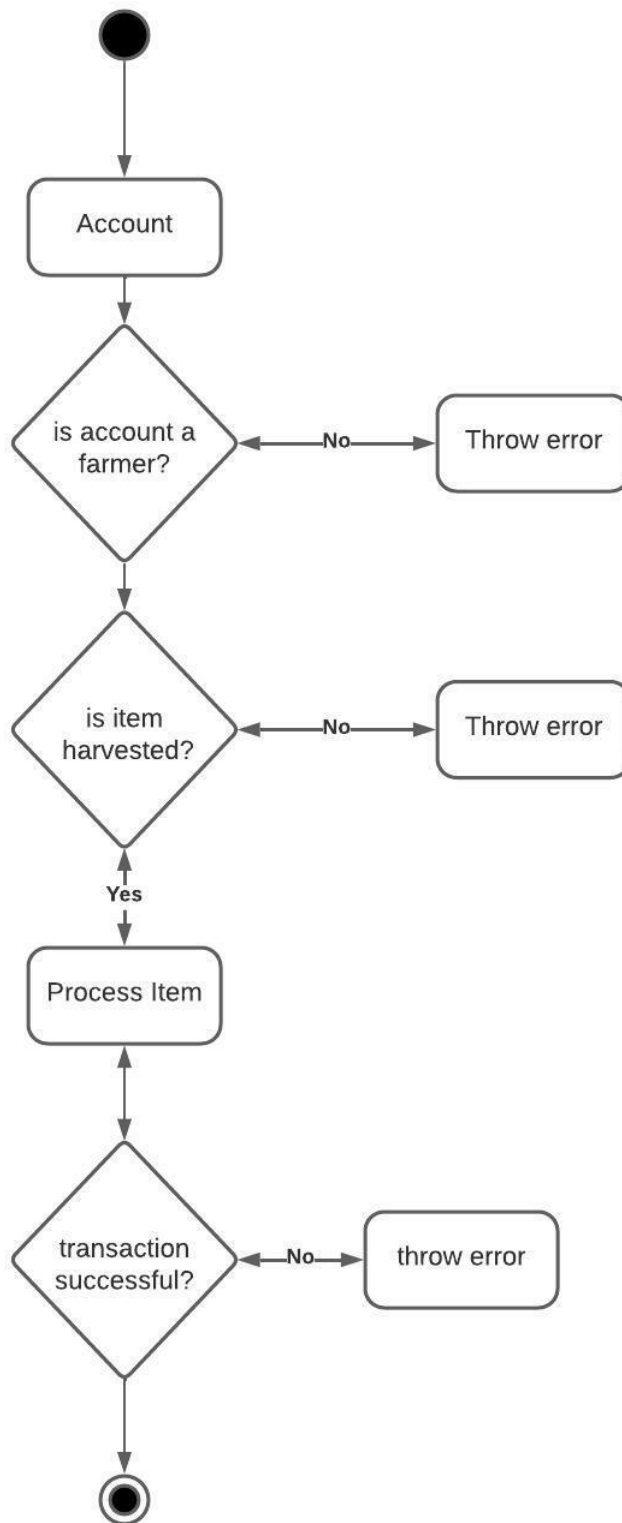 Account
is account a
farmer?
No
Throw error
is item
harvested?
No
Throw error
Yes
Process Item
transaction
successful?
No
throw error